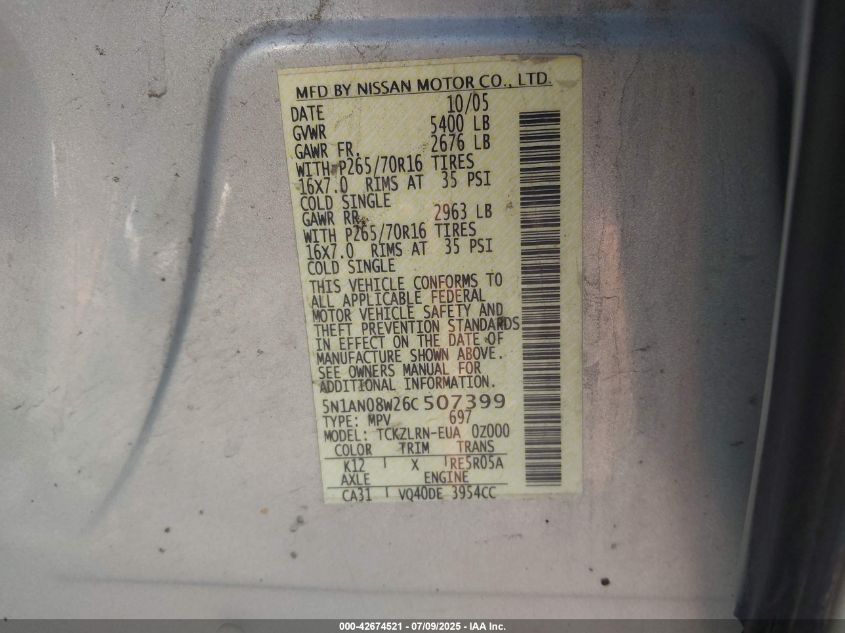 MFD BY NISSAN MOTOR CO., LTD.
DATE 10/05
GVWR 5400 LB
GAWR FR. 2676 LB
WITH P265/70R16 TIRES
16X7.0 RIMS AT 35 PSI
COLD SINGLE
GAWR RR. 2963 LB
WITH P265/70R16 TIRES
16X7.0 RIMS AT 35 PSI
COLD SINGLE
THIS VEHICLE CONFORMS TO
ALL APPLICABLE FEDERAL
MOTOR VEHICLE SAFETY AND
THEFT PREVENTION STANDARDS
IN EFFECT ON THE DATE OF
MANUFACTURE SHOWN ABOVE.
SEE OWNERS MANUAL FOR
ADDITIONAL INFORMATION.
5N1AN08W26C507399
TYPE: MPV 697
MODEL: TCKZLRN-EUA 0Z000
COLOR TRIM TRANS
K12 X RE5R05A
AXLE ENGINE
CA31 VQ40DE 3954CC
000-42674521 - 07/09/2025 - IAA Inc.